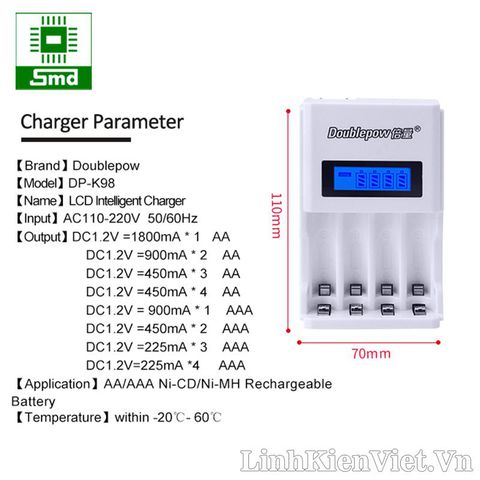 Smd
Charger Parameter
【Brand】Doublepow
【Model】DP-K98
【Name】LCD Intelligent Charger
【Input】AC110-220V 50/60Hz
【Output】DC1.2V =1800mA * 1 AA
DC1.2V =900mA * 2 AA
DC1.2V =450mA * 3 AA
DC1.2V =450mA * 4 AA
DC1.2V = 900mA * 1 AAA
DC1.2V =450mA * 2 AAA
DC1.2V =225mA * 3 AAA
DC1.2V=225mA *4 AAA
【Application】AA/AAA Ni-CD/Ni-MH Rechargeable
Battery
【Temperature】within -20℃- 60℃
Doublepow 倍量®
110mm
70mm
LinhKienViet.Vn